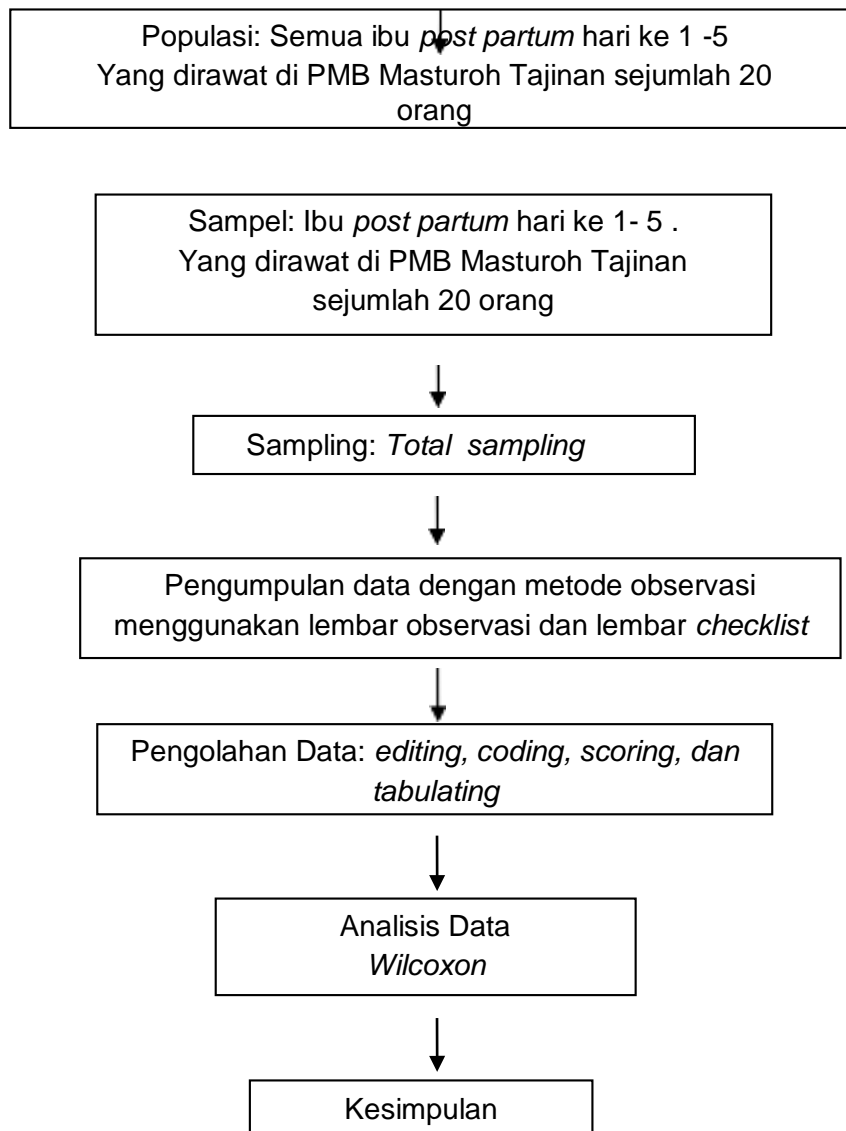 Populasi: Semua ibu post partum hari ke 1 -5
Yang dirawat di PMB Masturoh Tajinan sejumlah 20
orang
Sampel: Ibu post partum hari ke 1- 5 .
Yang dirawat di PMB Masturoh Tajinan
sejumlah 20 orang
Sampling: Total sampling
Pengumpulan data dengan metode observasi
menggunakan lembar observasi dan lembar checklist
Pengolahan Data: editing, coding, scoring, dan
tabulating
Analisis Data
Wilcoxon
Kesimpulan